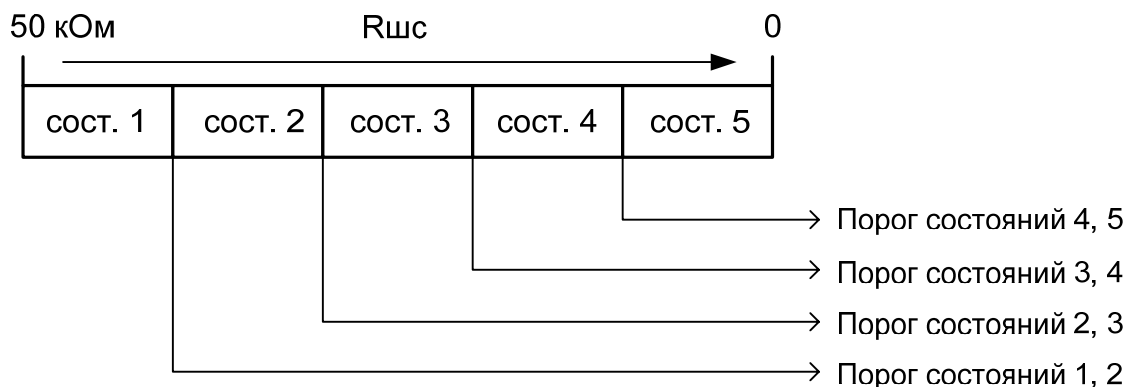 50 кОм Rшс 0
сост. 1 сост. 2 сост. 3 сост. 4 сост. 5
Порог состояний 4, 5
Порог состояний 3, 4
Порог состояний 2, 3
Порог состояний 1, 2